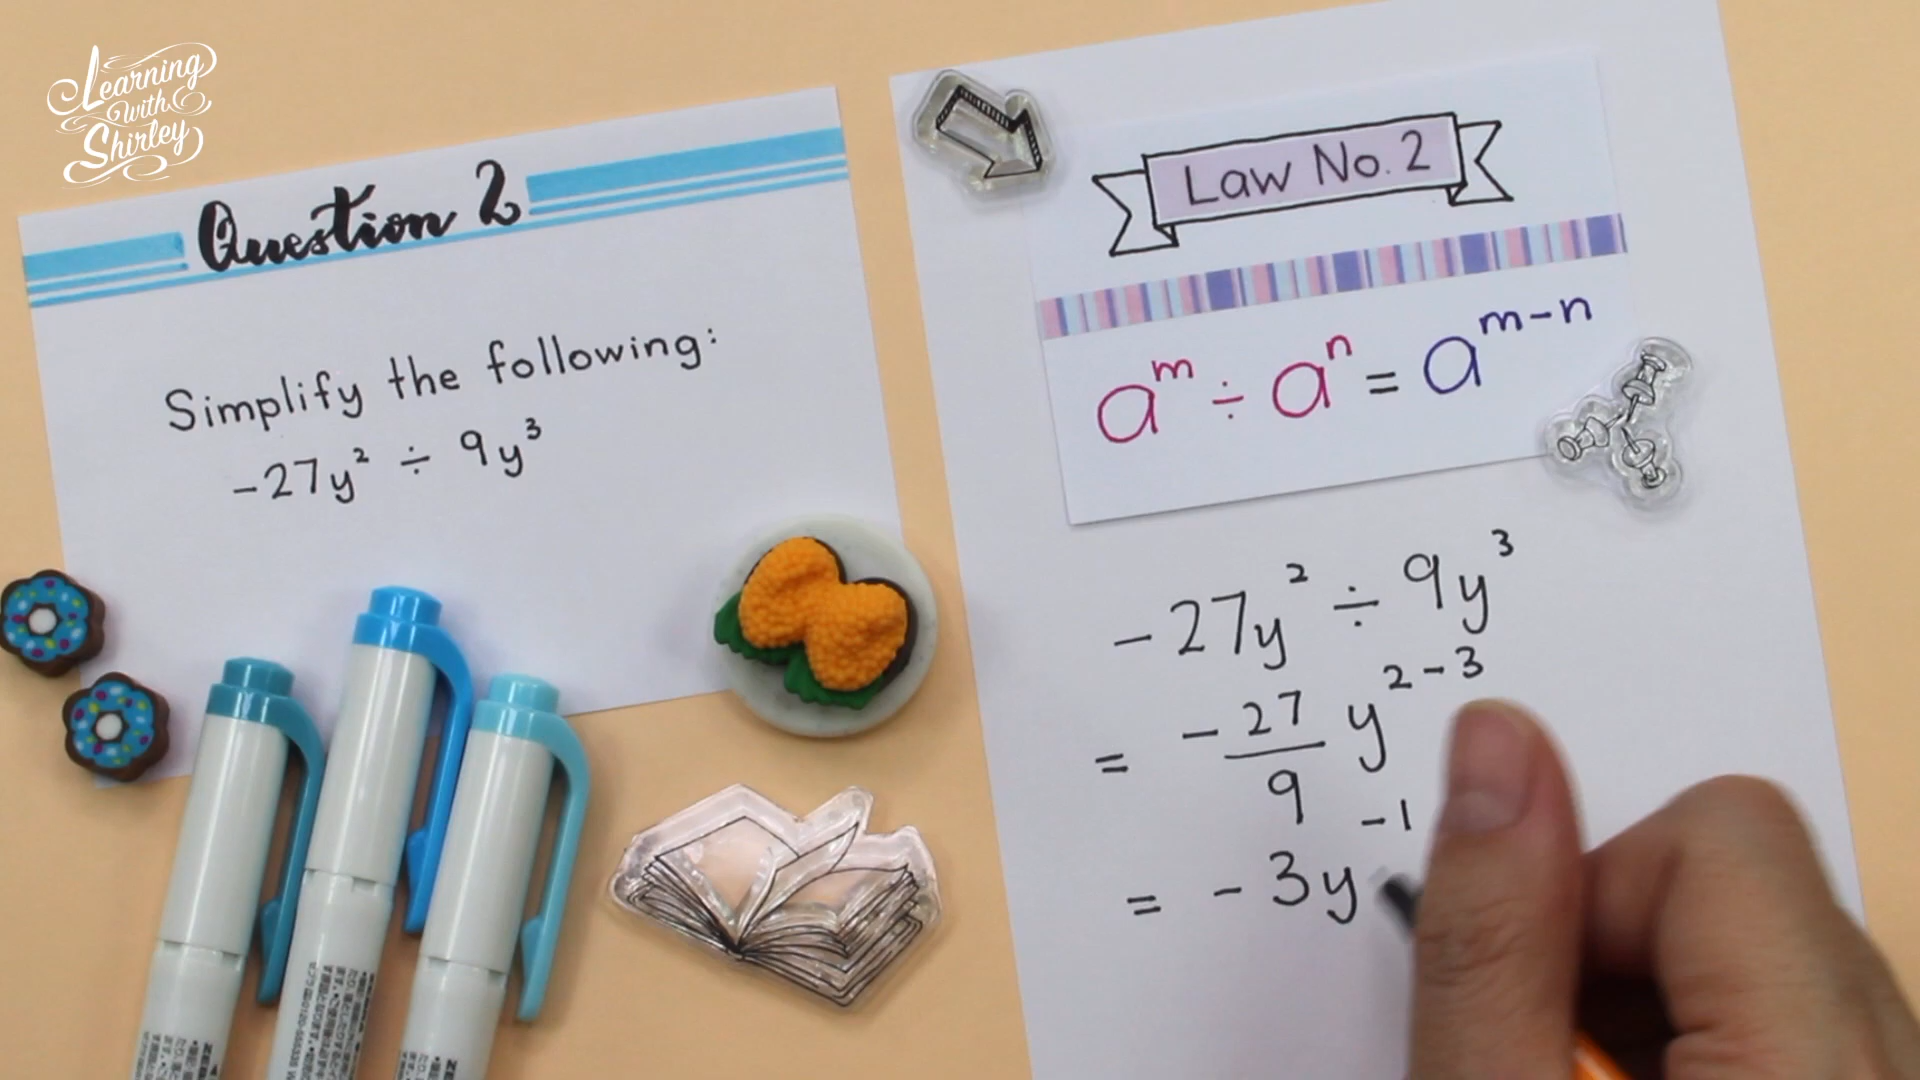 Learning
With
Shirley
Question 2
Simplify the following:
-27y² ÷ 9y³
Law No. 2
aᵐ ÷ aⁿ = aᵐ⁻ⁿ
-27y² ÷ 9y³
= -27/9 y²⁻³
= -3y⁻¹